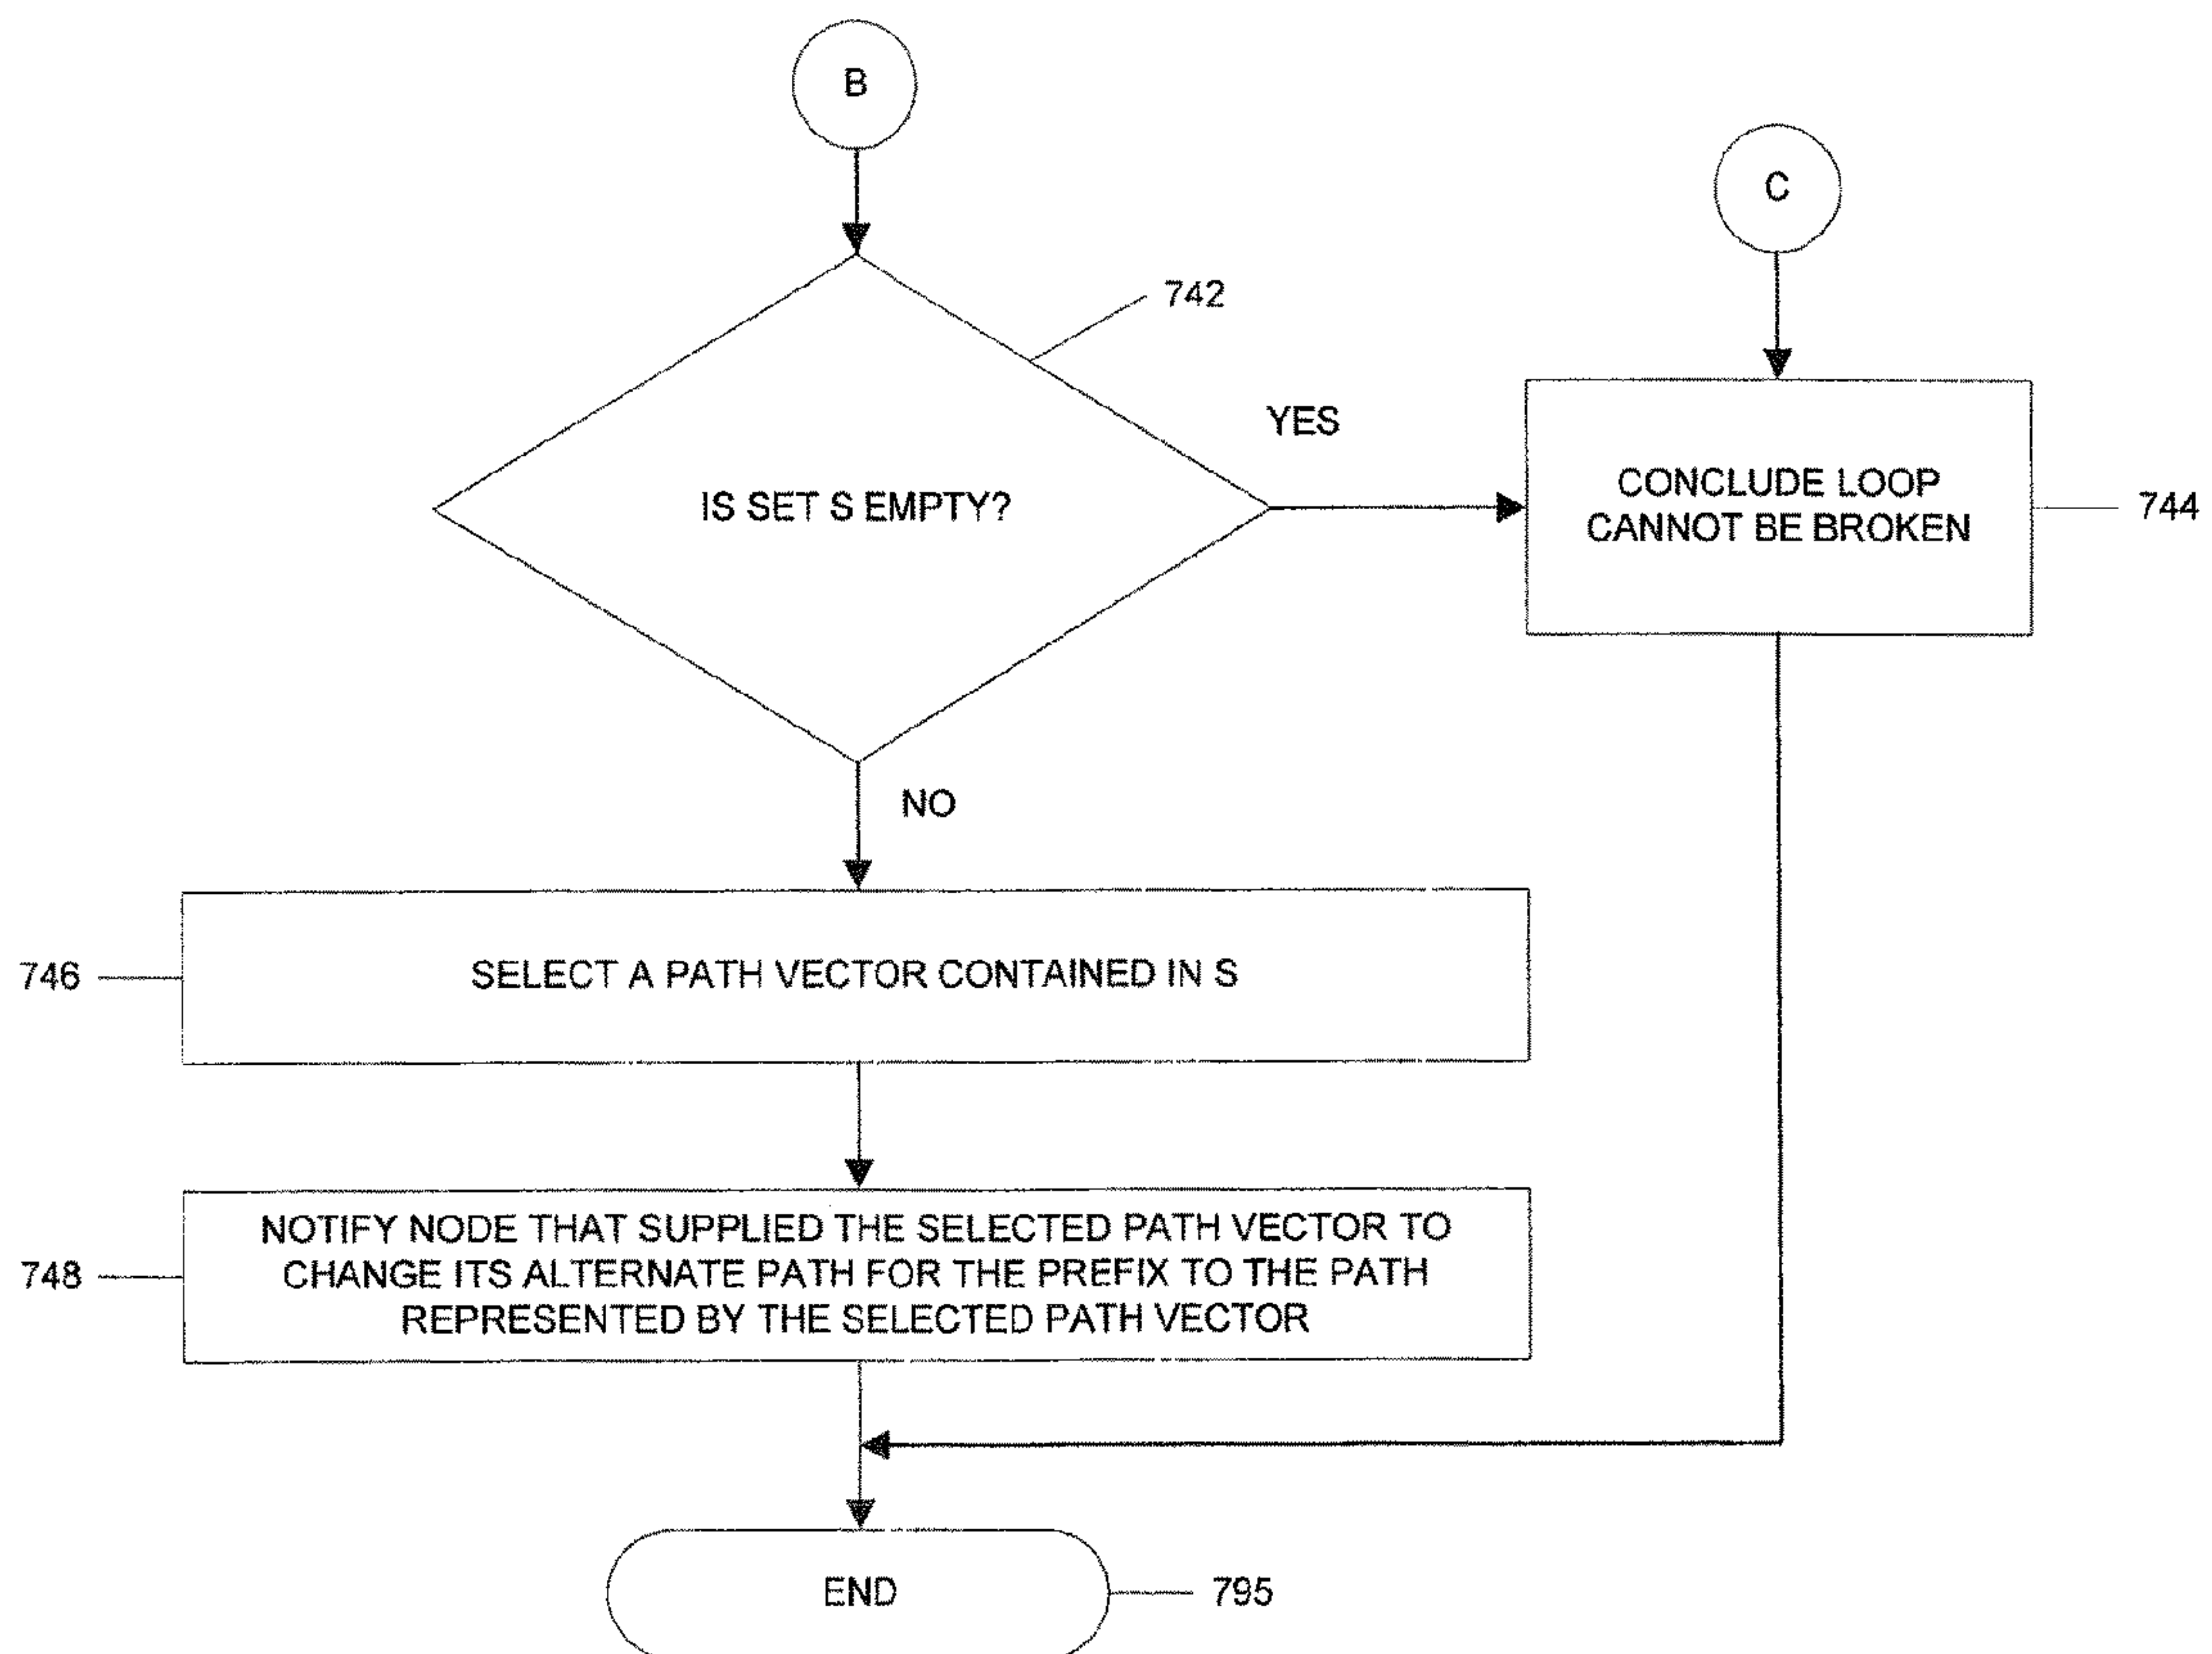 B
C
742
YES
IS SET S EMPTY?
CONCLUDE LOOP
CANNOT BE BROKEN
744
NO
746
SELECT A PATH VECTOR CONTAINED IN S
NOTIFY NODE THAT SUPPLIED THE SELECTED PATH VECTOR TO
CHANGE ITS ALTERNATE PATH FOR THE PREFIX TO THE PATH
REPRESENTED BY THE SELECTED PATH VECTOR
748
END
795